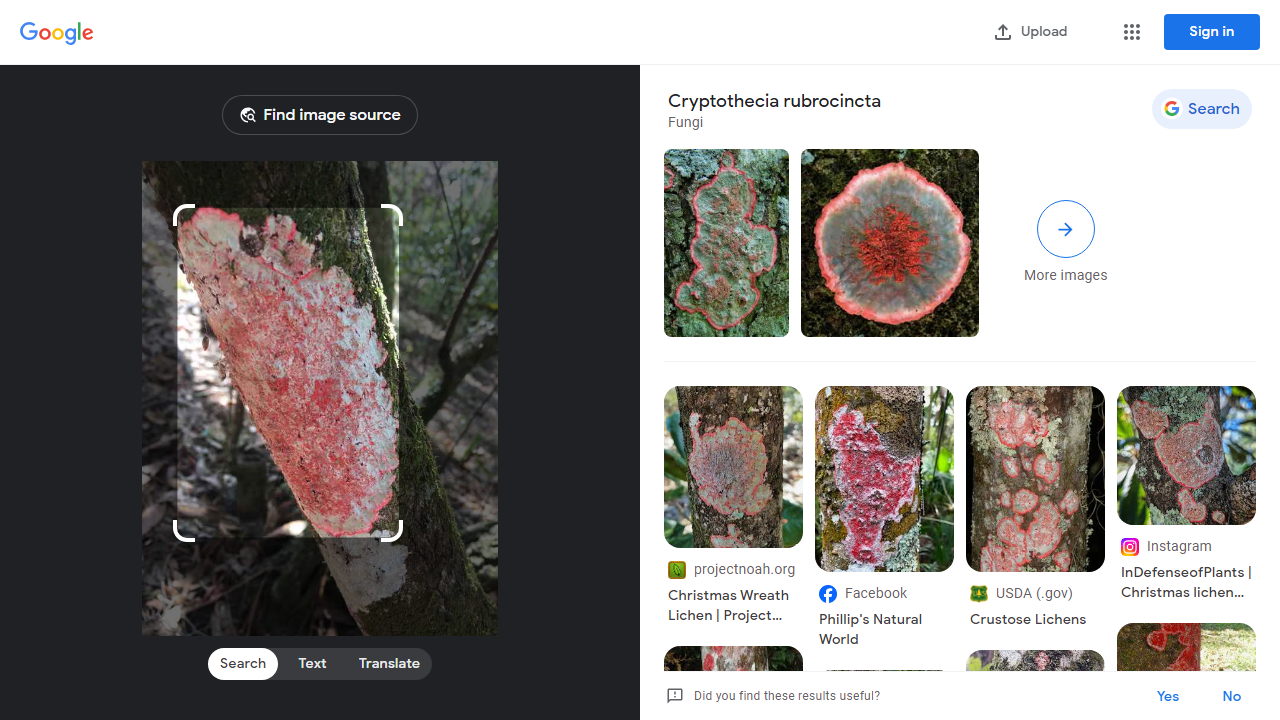 Google
Upload
Sign in
Find image source
Cryptothecia rubrocincta
Fungi
Search
More images
projectnoah.org
Christmas Wreath
Lichen | Project...
Facebook
Phillip's Natural
World
USDA (.gov)
Crustose Lichens
Instagram
InDefenseofPlants |
Christmas lichen...
Search
Text
Translate
Did you find these results useful?
Yes
No